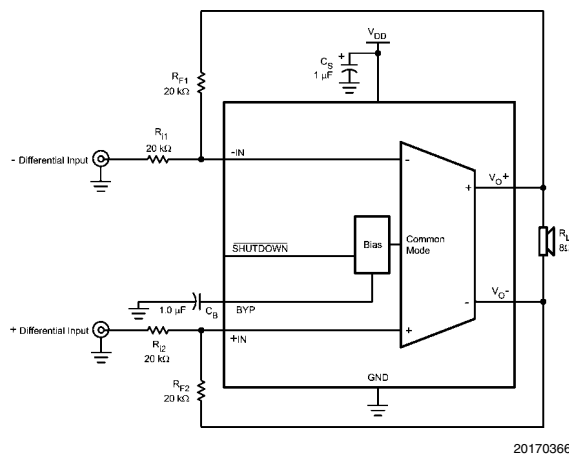 VDD
CS
+
1 µF
RF1
20 kΩ
Ri1
20 kΩ
- Differential Input
-IN
-
+
VO+
SHUTDOWN
Bias
Common
Mode
RL
8Ω
1.0 µF
CB
BYP
VO-
-
+ Differential Input
+IN
+
Ri2
20 kΩ
RF2
20 kΩ
GND
20170366